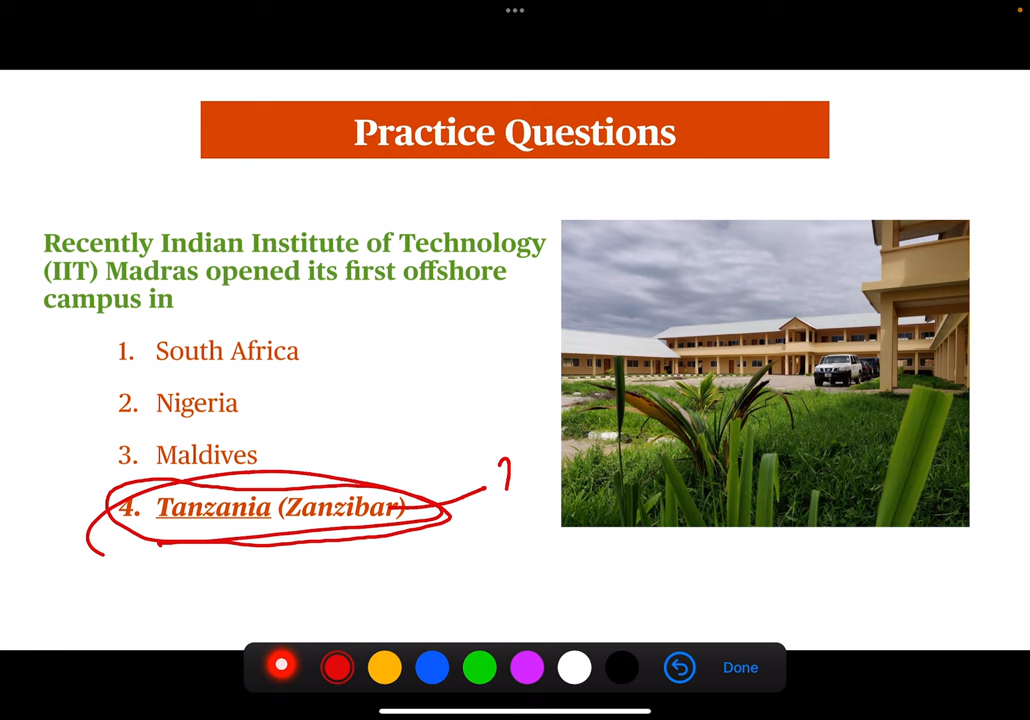 Practice Questions
Recently Indian Institute of Technology
(IIT) Madras opened its first offshore
campus in
1. South Africa
2. Nigeria
3. Maldives
4. Tanzania (Zanzibar)
Done